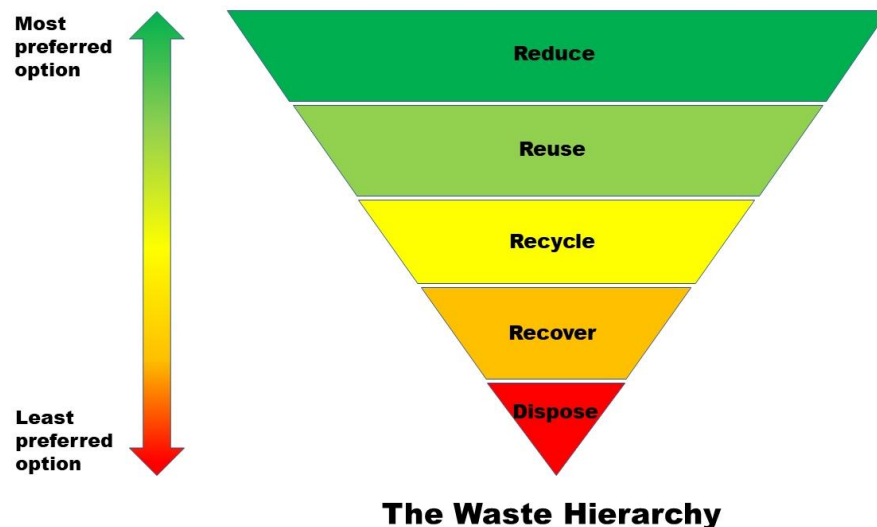 Most
preferred
option
Reduce
Reuse
Recycle
Recover
Dispose
Least
preferred
option
The Waste Hierarchy